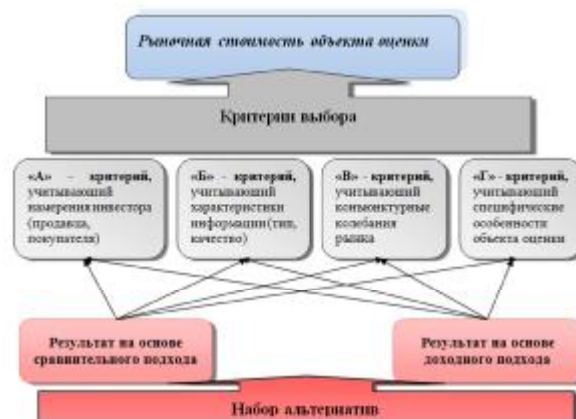 Рыночная стоимость объекта оценки
Критерии выбора
«А» – критерий,
учитывающий
намерения инвестора
(продавца,
покупателя)
«Б» - критерий,
учитывающий
характеристики
информации (тип,
качество)
«В» - критерий,
учитывающий
конъюнктурные
колебания
рынка
«Г» - критерий,
учитывающий
специфические
особенности
объекта оценки
Результат на основе
сравнительного подхода
Результат на основе
доходного подхода
Набор альтернатив